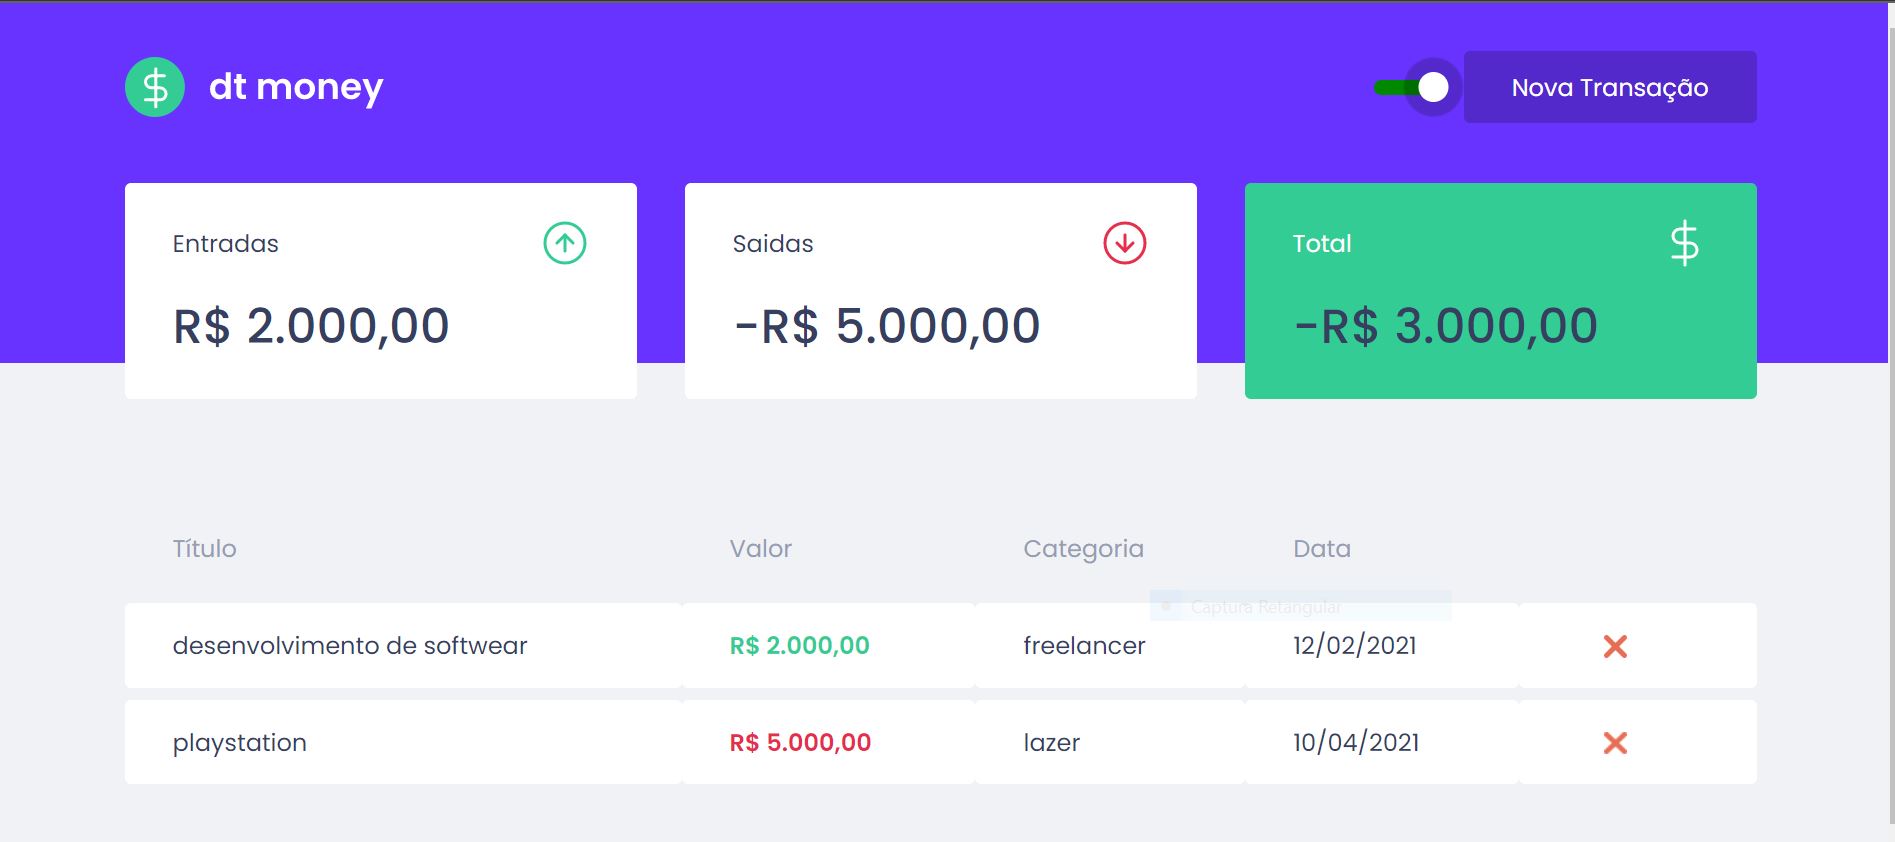 dt money
Nova Transação
Entradas
Saidas
Total
R$ 2.000,00
-R$ 5.000,00
-R$ 3.000,00
Título Valor Categoria Data
Captura Retangular
desenvolvimento de softwear R$ 2.000,00 freelancer 12/02/2021
playstation R$ 5.000,00 lazer 10/04/2021